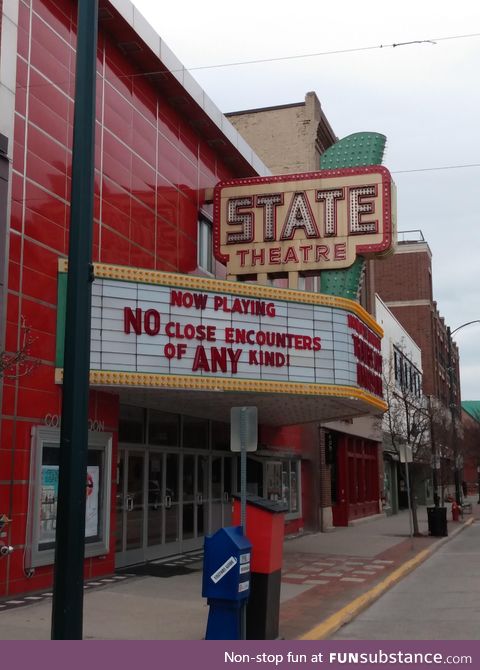 STATE
THEATRE
NOW PLAYING
NO CLOSE ENCOUNTERS
OF ANY KIND!
Non-stop fun at FUNsubstance.com